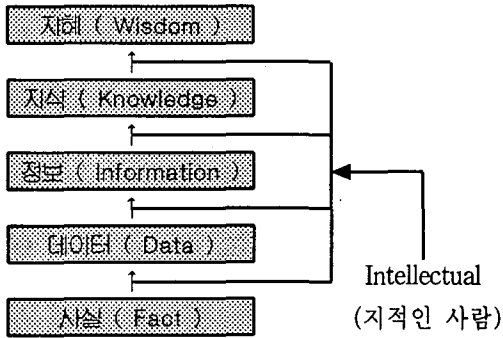 지혜 ( Wisdom )
지식 ( Knowledge )
정보 ( Information )
데이터 ( Data )
사실 ( Fact )
Intellectual
(지적인 사람)